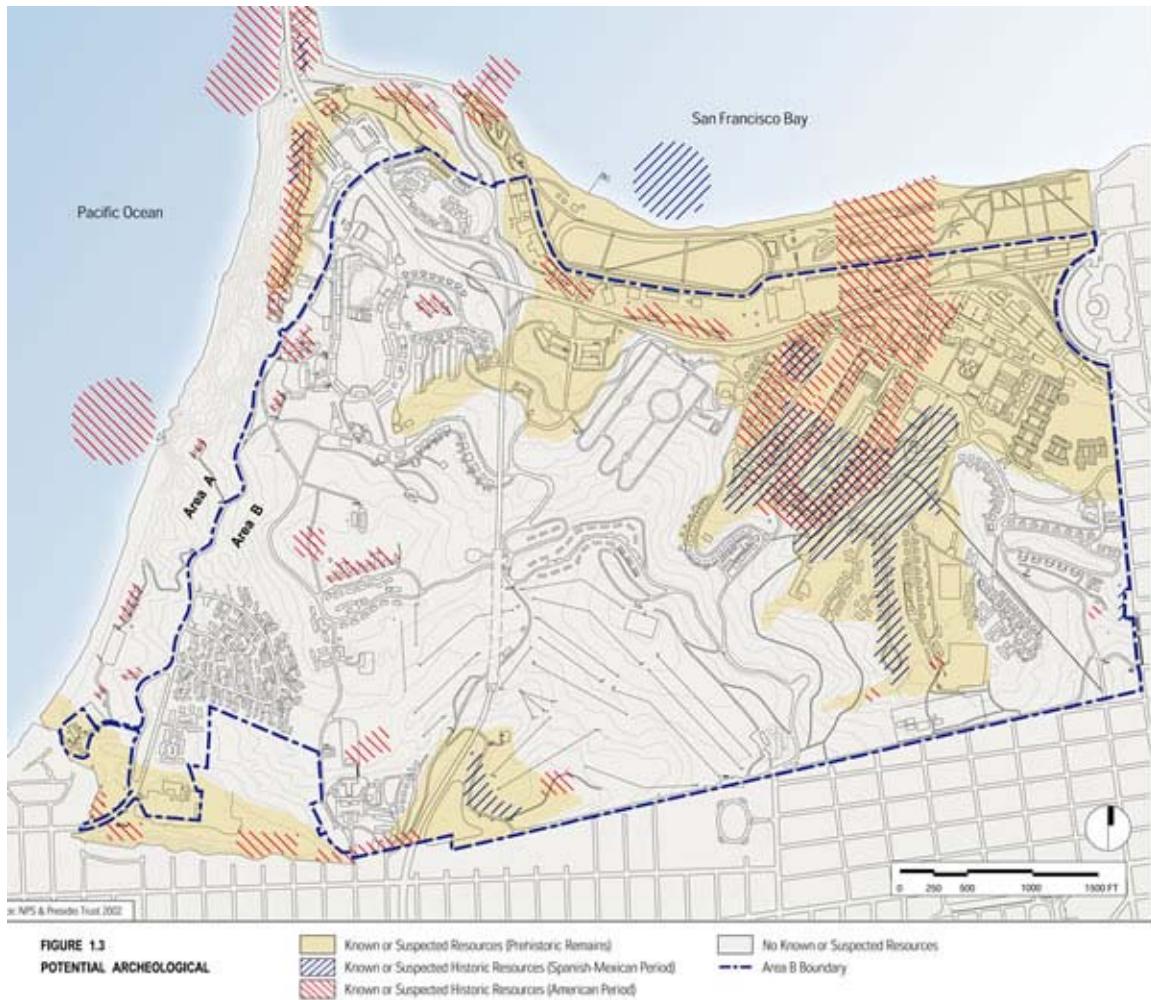 San Francisco Bay
Pacific Ocean
Area A
Area B
0 250 500 1000 1500 FT
NPS & Presidio Trust 2002
FIGURE 1.3
POTENTIAL ARCHEOLOGICAL
Known or Suspected Resources (Prehistoric Remains)
Known or Suspected Historic Resources (Spanish-Mexican Period)
Known or Suspected Historic Resources (American Period)
No Known or Suspected Resources
Area B Boundary